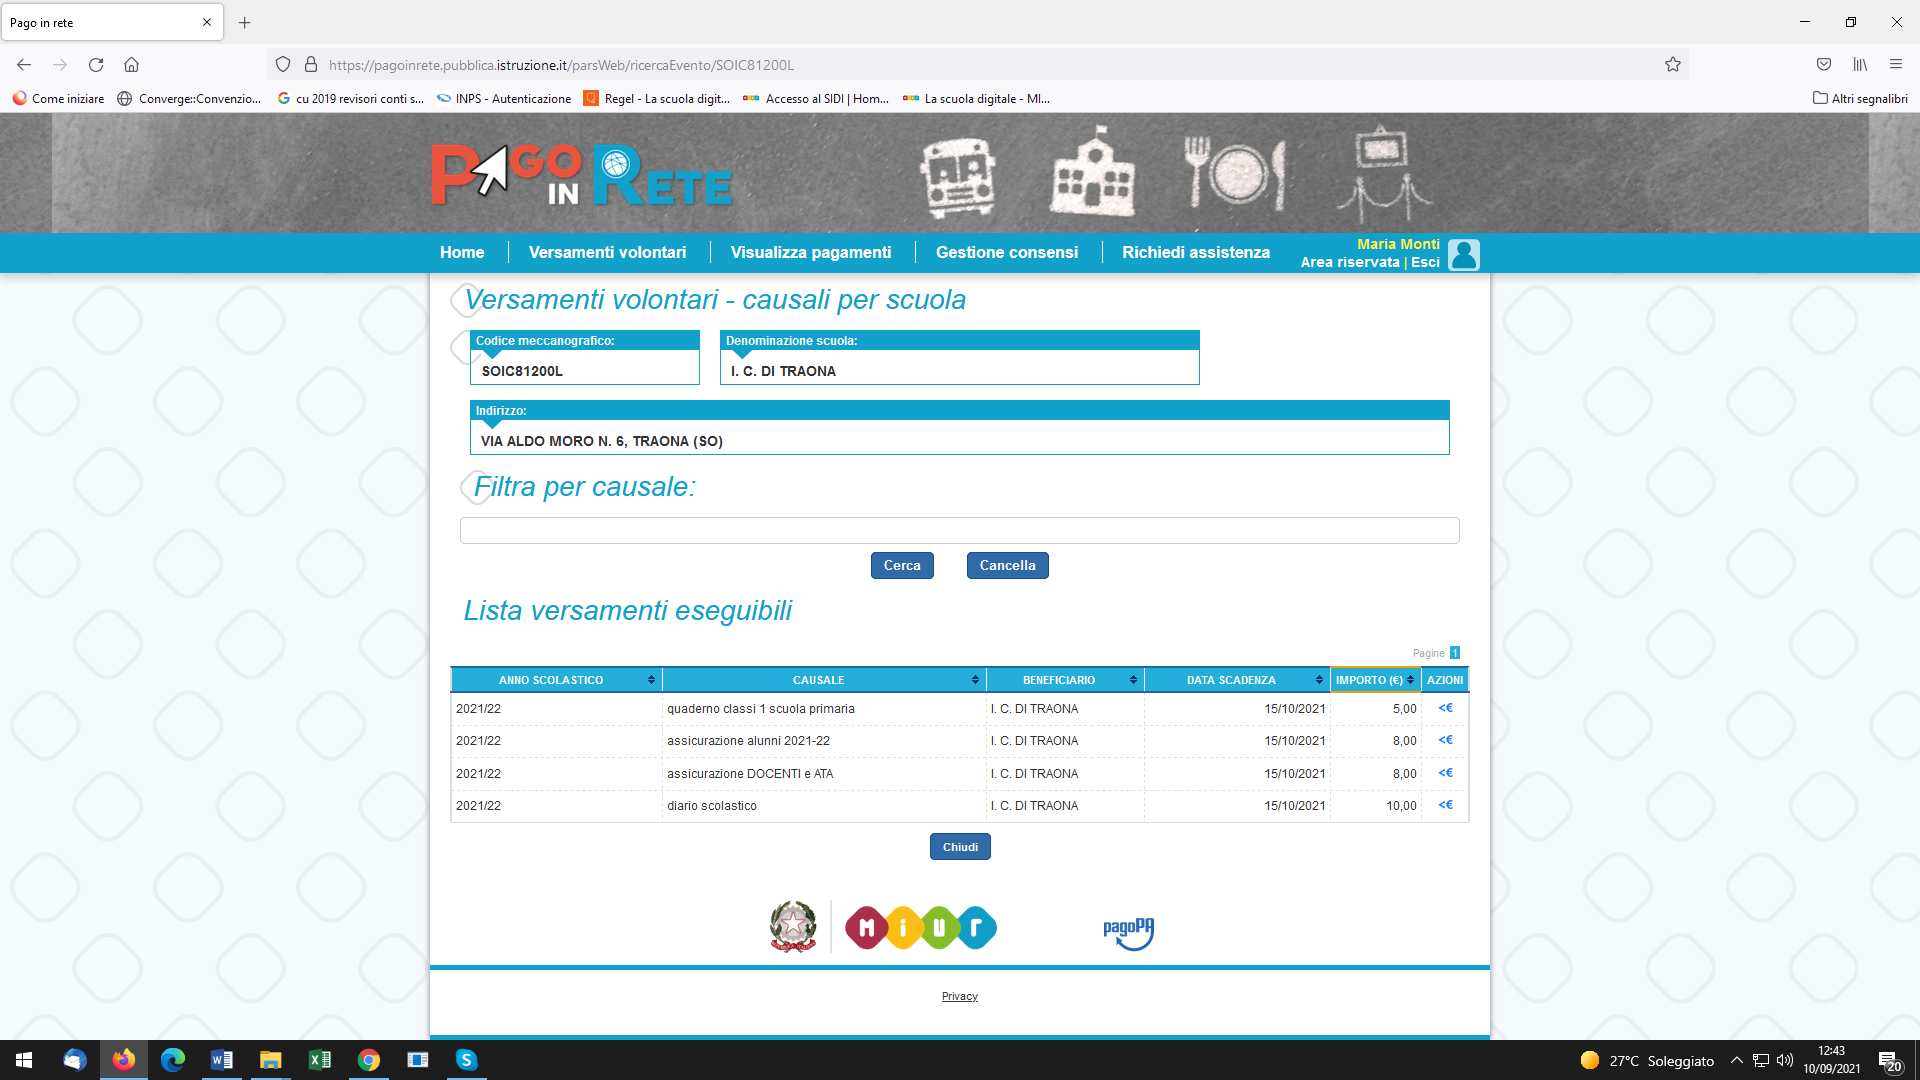 Pago in rete
https://pagoinrete.pubblica.istruzione.it/parsWeb/ricercaEvento/SOIC81200L
Come iniziare
Converge::Convenzio...
cu 2019 revisori conti s...
INPS - Autenticazione
Regel - La scuola digit...
Accesso al SIDI | Hom...
La scuola digitale - MI...
Altri segnalibri
PAGO IN RETE
Home
Versamenti volontari
Visualizza pagamenti
Gestione consensi
Richiedi assistenza
Maria Monti
Area riservata | Esci
Versamenti volontari - causali per scuola
Codice meccanografico:
SOIC81200L
Denominazione scuola:
I. C. DI TRAONA
Indirizzo:
VIA ALDO MORO N. 6, TRAONA (SO)
Filtra per causale:
Cerca
Cancella
Lista versamenti eseguibili
Pagine 1
ANNO SCOLASTICO CAUSALE BENEFICIARIO DATA SCADENZA IMPORTO (€) AZIONI
2021/22 quaderno classi 1 scuola primaria I. C. DI TRAONA 15/10/2021 5,00 <€
2021/22 assicurazione alunni 2021-22 I. C. DI TRAONA 15/10/2021 8,00 <€
2021/22 assicurazione DOCENTI e ATA I. C. DI TRAONA 15/10/2021 8,00 <€
2021/22 diario scolastico I. C. DI TRAONA 15/10/2021 10,00 <€
Chiudi
Miur
pagoPA
Privacy
27°C Soleggiato
12:43
10/09/2021
20